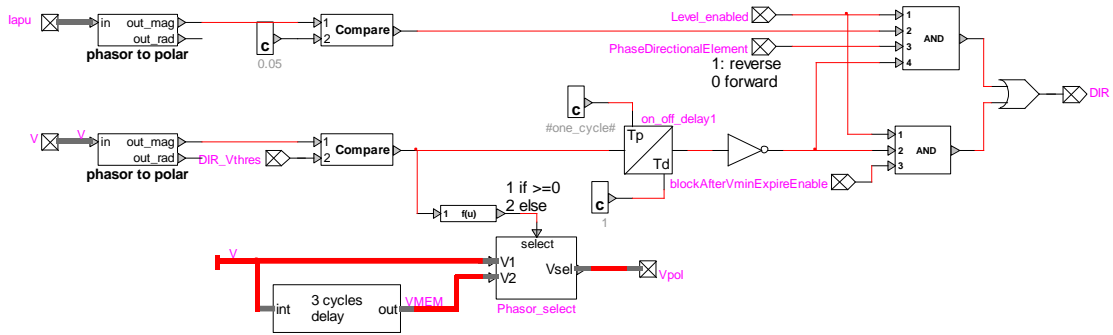 Iapu
in
out_mag
out_rad
phasor to polar
c
0.05
1
2
Compare
Level_enabled
PhaseDirectionalElement
1: reverse
0 forward
1
2
3
4
AND
DIR
V
V
in
out_mag
out_rad
phasor to polar
DIR_Vthres
1
2
Compare
c
#one_cycle#
on_off_delay1
Tp
Td
c
1
1
2
3
AND
blockAfterVminExpireEnable
1
f(u)
1 if >=0
2 else
select
V1
V2
Vsel
Phasor_select
Vpol
V
int
3 cycles
delay
out
VMEM